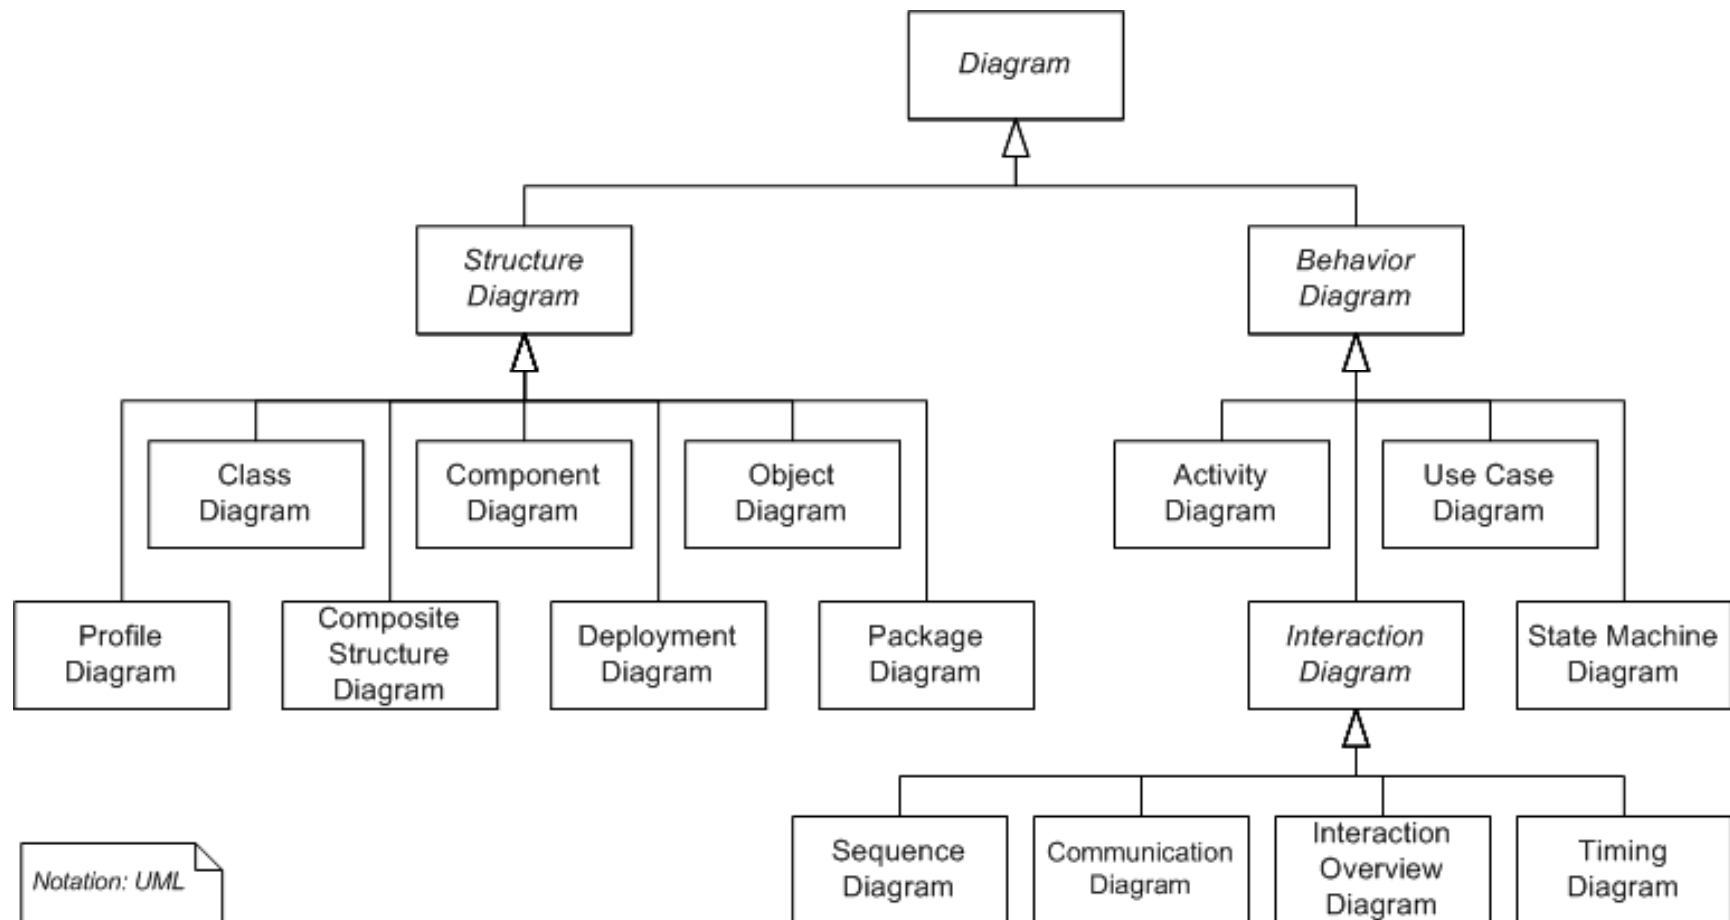 Diagram
Structure
Diagram
Behavior
Diagram
Class
Diagram
Component
Diagram
Object
Diagram
Activity
Diagram
Use Case
Diagram
Profile
Diagram
Composite
Structure
Diagram
Deployment
Diagram
Package
Diagram
Interaction
Diagram
State Machine
Diagram
Sequence
Diagram
Communication
Diagram
Interaction
Overview
Diagram
Timing
Diagram
Notation: UML